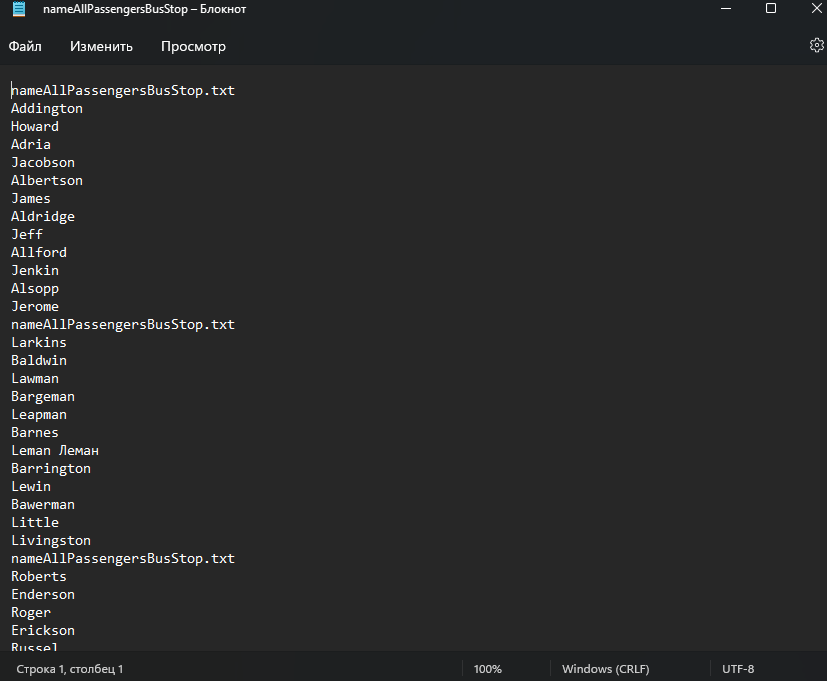 nameAllPassengersBusStop – Блокнот
Файл Изменить Просмотр
nameAllPassengersBusStop.txt
Addington
Howard
Adria
Jacobson
Albertson
James
Aldridge
Jeff
Allford
Jenkin
Alsopp
Jerome
nameAllPassengersBusStop.txt
Larkins
Baldwin
Lawman
Bargeman
Leapman
Barnes
Leman Леман
Barrington
Lewin
Bawerman
Little
Livingston
nameAllPassengersBusStop.txt
Roberts
Enderson
Roger
Erickson
Russel
Строка 1, столбец 1 100% Windows (CRLF) UTF-8